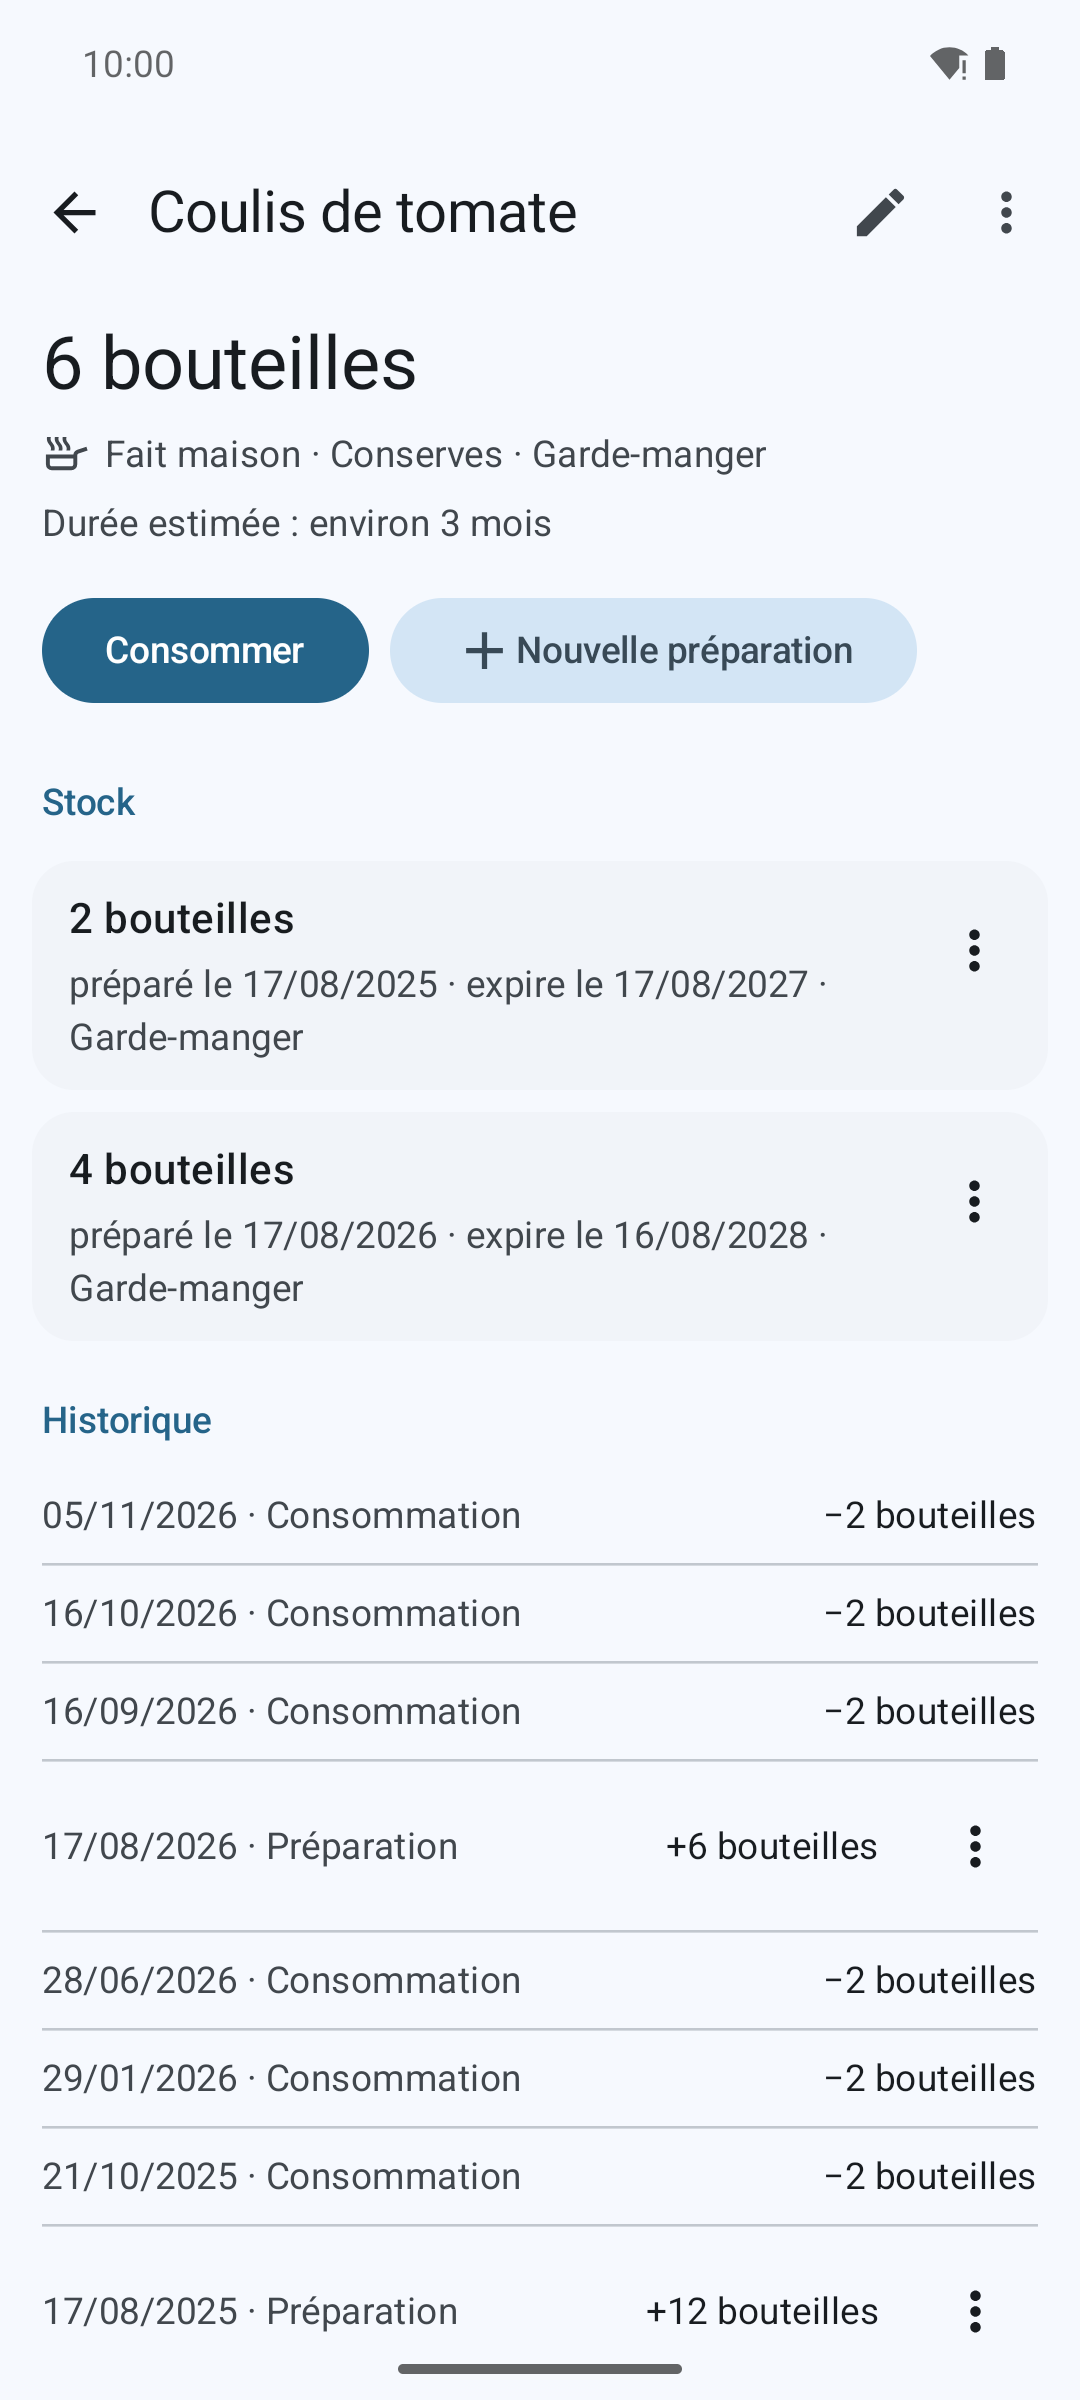 10:00
Coulis de tomate
6 bouteilles
Fait maison · Conserves · Garde-manger
Durée estimée : environ 3 mois
Consommer
Nouvelle préparation
Stock
2 bouteilles
préparé le 17/08/2025 · expire le 17/08/2027 ·
Garde-manger
4 bouteilles
préparé le 17/08/2026 · expire le 16/08/2028 ·
Garde-manger
Historique
05/11/2026 · Consommation −2 bouteilles
16/10/2026 · Consommation −2 bouteilles
16/09/2026 · Consommation −2 bouteilles
17/08/2026 · Préparation +6 bouteilles
28/06/2026 · Consommation −2 bouteilles
29/01/2026 · Consommation −2 bouteilles
21/10/2025 · Consommation −2 bouteilles
17/08/2025 · Préparation +12 bouteilles